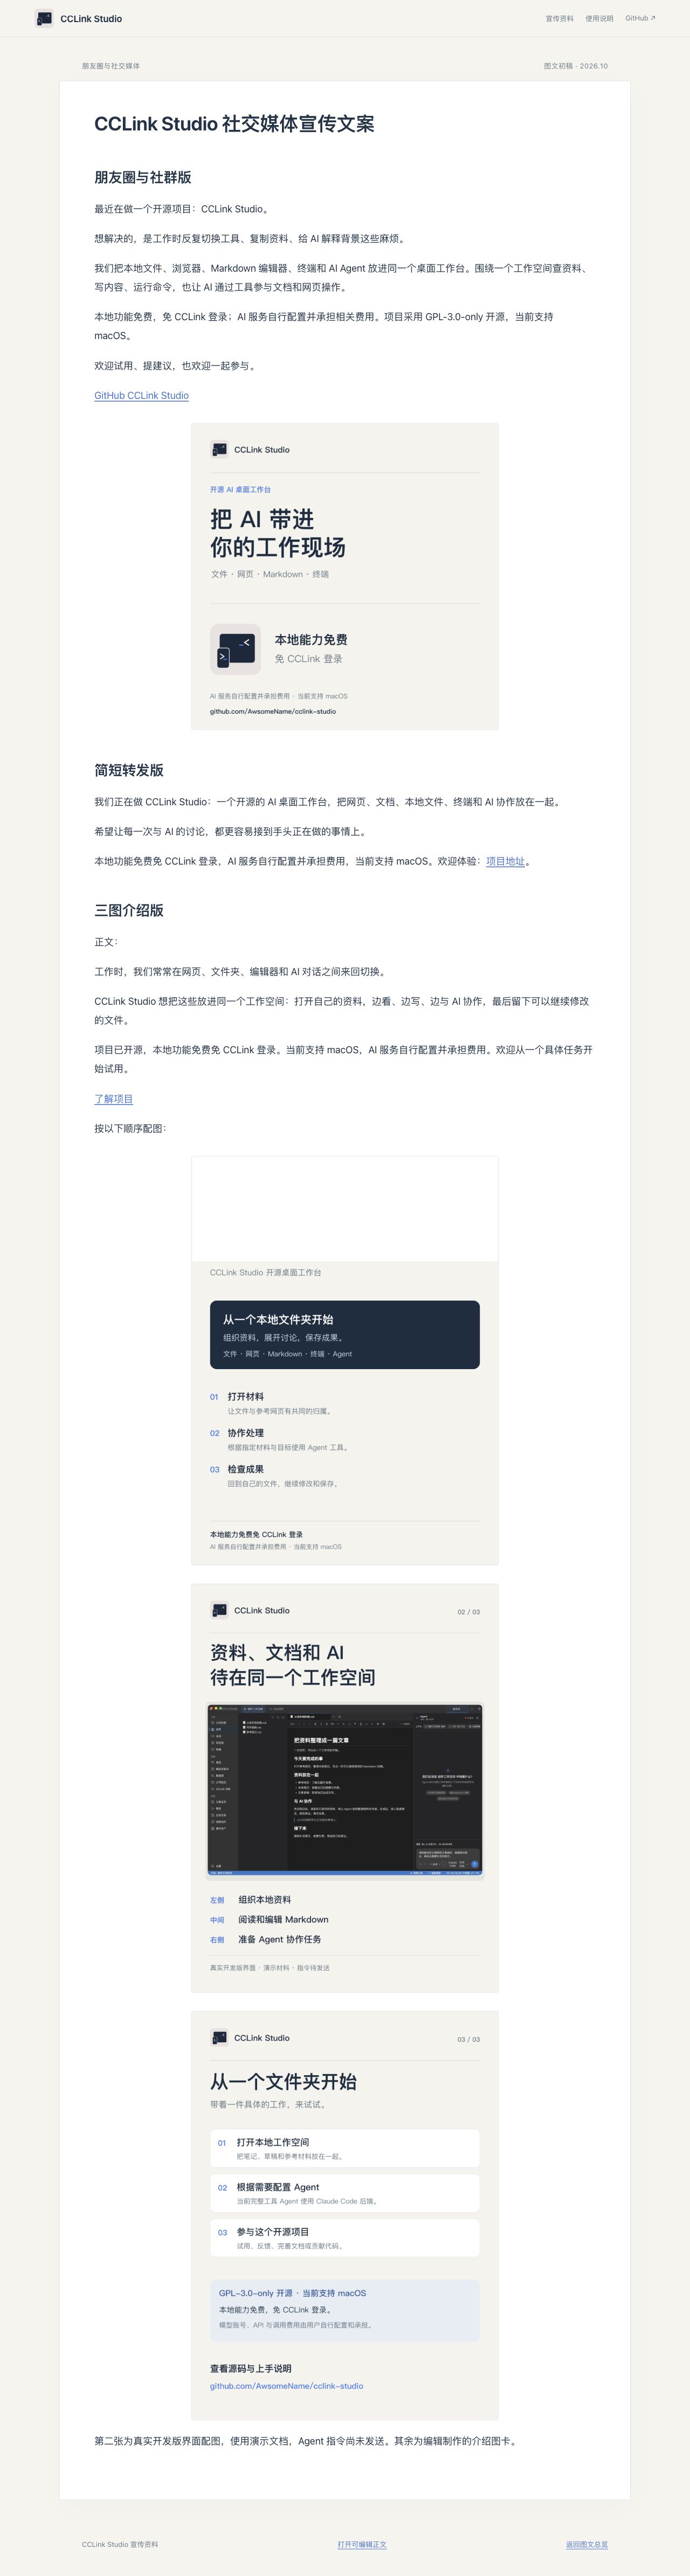 CCLink Studio
宣传资料 使用说明 GitHub ↗
朋友圈与社交媒体
图文初稿 · 2026.10
CCLink Studio 社交媒体宣传文案
朋友圈与社群版
最近在做一个开源项目：CCLink Studio。
想解决的，是工作时反复切换工具、复制资料、给 AI 解释背景这些麻烦。
我们把本地文件、浏览器、Markdown 编辑器、终端和 AI Agent 放进同一个桌面工作台。围绕一个工作空间查资料、
写内容、运行命令，也让 AI 通过工具参与文档和网页操作。
本地功能免费，免 CCLink 登录；AI 服务自行配置并承担相关费用。项目采用 GPL-3.0-only 开源，当前支持
macOS。
欢迎试用、提建议，也欢迎一起参与。
GitHub CCLink Studio
CCLink Studio
开源 AI 桌面工作台
把 AI 带进
你的工作现场
文件 · 网页 · Markdown · 终端
本地能力免费
免 CCLink 登录
AI 服务自行配置并承担费用 · 当前支持 macOS
github.com/AwsomeName/cclink-studio
简短转发版
我们正在做 CCLink Studio：一个开源的 AI 桌面工作台，把网页、文档、本地文件、终端和 AI 协作放在一起。
希望让每一次与 AI 的讨论，都更容易接到手头正在做的事情上。
本地功能免费免 CCLink 登录，AI 服务自行配置并承担费用，当前支持 macOS。欢迎体验：项目地址。
三图介绍版
正文：
工作时，我们常常在网页、文件夹、编辑器和 AI 对话之间来回切换。
CCLink Studio 想把这些放进同一个工作空间：打开自己的资料，边看、边写、边与 AI 协作，最后留下可以继续修改
的文件。
项目已开源，本地功能免费免 CCLink 登录。当前支持 macOS，AI 服务自行配置并承担费用。欢迎从一个具体任务开
始试用。
了解项目
按以下顺序配图：
CCLink Studio 开源桌面工作台
从一个本地文件夹开始
组织资料，展开讨论，保存成果。
文件 · 网页 · Markdown · 终端 · Agent
01 打开材料
让文件与参考网页有共同的归属。
02 协作处理
根据指定材料与目标使用 Agent 工具。
03 检查成果
回到自己的文件，继续修改和保存。
本地能力免费免 CCLink 登录
AI 服务自行配置并承担费用 · 当前支持 macOS
CCLink Studio
02 / 03
资料、文档和 AI
待在同一个工作空间
把资料整理成一篇文章
今天要完成的事
资料放在一起
与 AI 协作
接下来
左侧 组织本地资料
中间 阅读和编辑 Markdown
右侧 准备 Agent 协作任务
真实开发版界面 · 演示材料 · 指令待发送
CCLink Studio
03 / 03
从一个文件夹开始
带着一件具体的工作，来试试。
01 打开本地工作空间
把笔记、草稿和参考材料放在一起。
02 根据需要配置 Agent
当前完整工具 Agent 使用 Claude Code 后端。
03 参与这个开源项目
试用、反馈、完善文档或贡献代码。
GPL-3.0-only 开源 · 当前支持 macOS
本地能力免费，免 CCLink 登录。
模型账号、API 与调用费用由用户自行配置和承担。
查看源码与上手说明
github.com/AwsomeName/cclink-studio
第二张为真实开发版界面配图，使用演示文档，Agent 指令尚未发送。其余为编辑制作的介绍图卡。
CCLink Studio 宣传资料
打开可编辑正文
返回图文总览